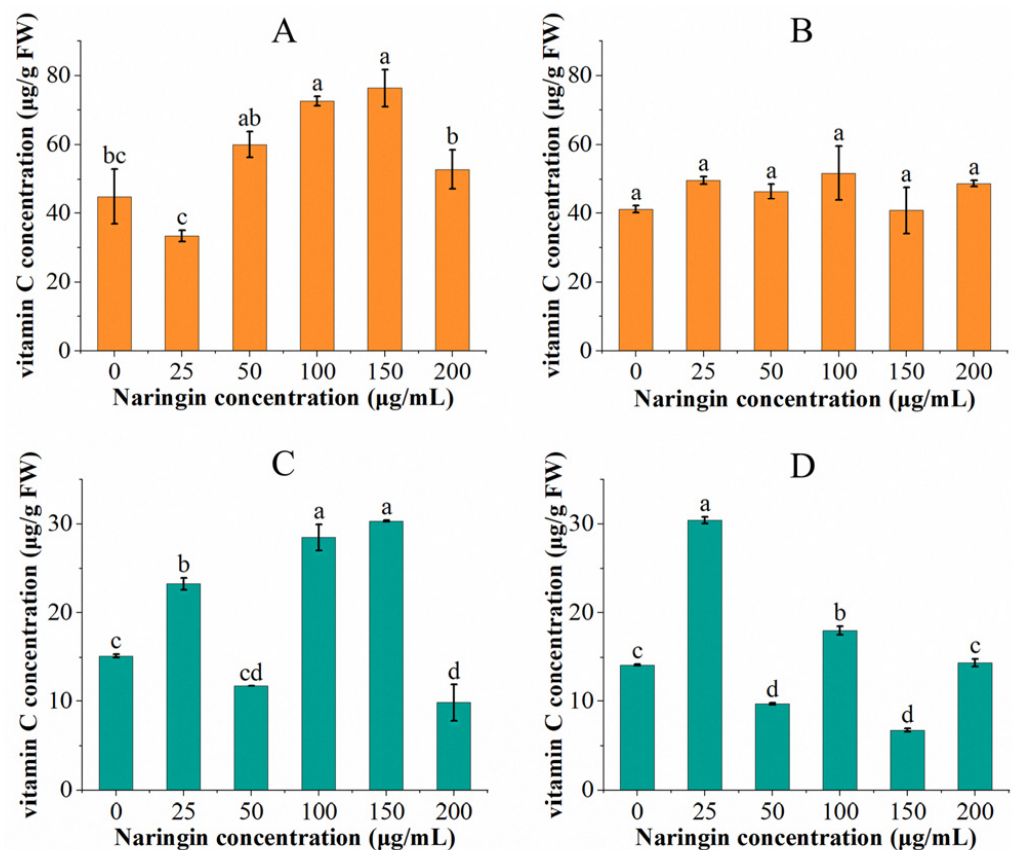 A
vitamin C concentration (µg/g FW)
80
60
40
20
0
bc
c
ab
a
a
b
0 25 50 100 150 200
Naringin concentration (µg/mL)
B
vitamin C concentration (µg/g FW)
80
60
40
20
0
a
a
a
a
a
a
0 25 50 100 150 200
Naringin concentration (µg/mL)
C
vitamin C concentration (µg/g FW)
30
20
10
0
c
b
cd
a
a
d
0 25 50 100 150 200
Naringin concentration (µg/mL)
D
vitamin C concentration (µg/g FW)
30
20
10
0
c
a
d
b
d
c
0 25 50 100 150 200
Naringin concentration (µg/mL)